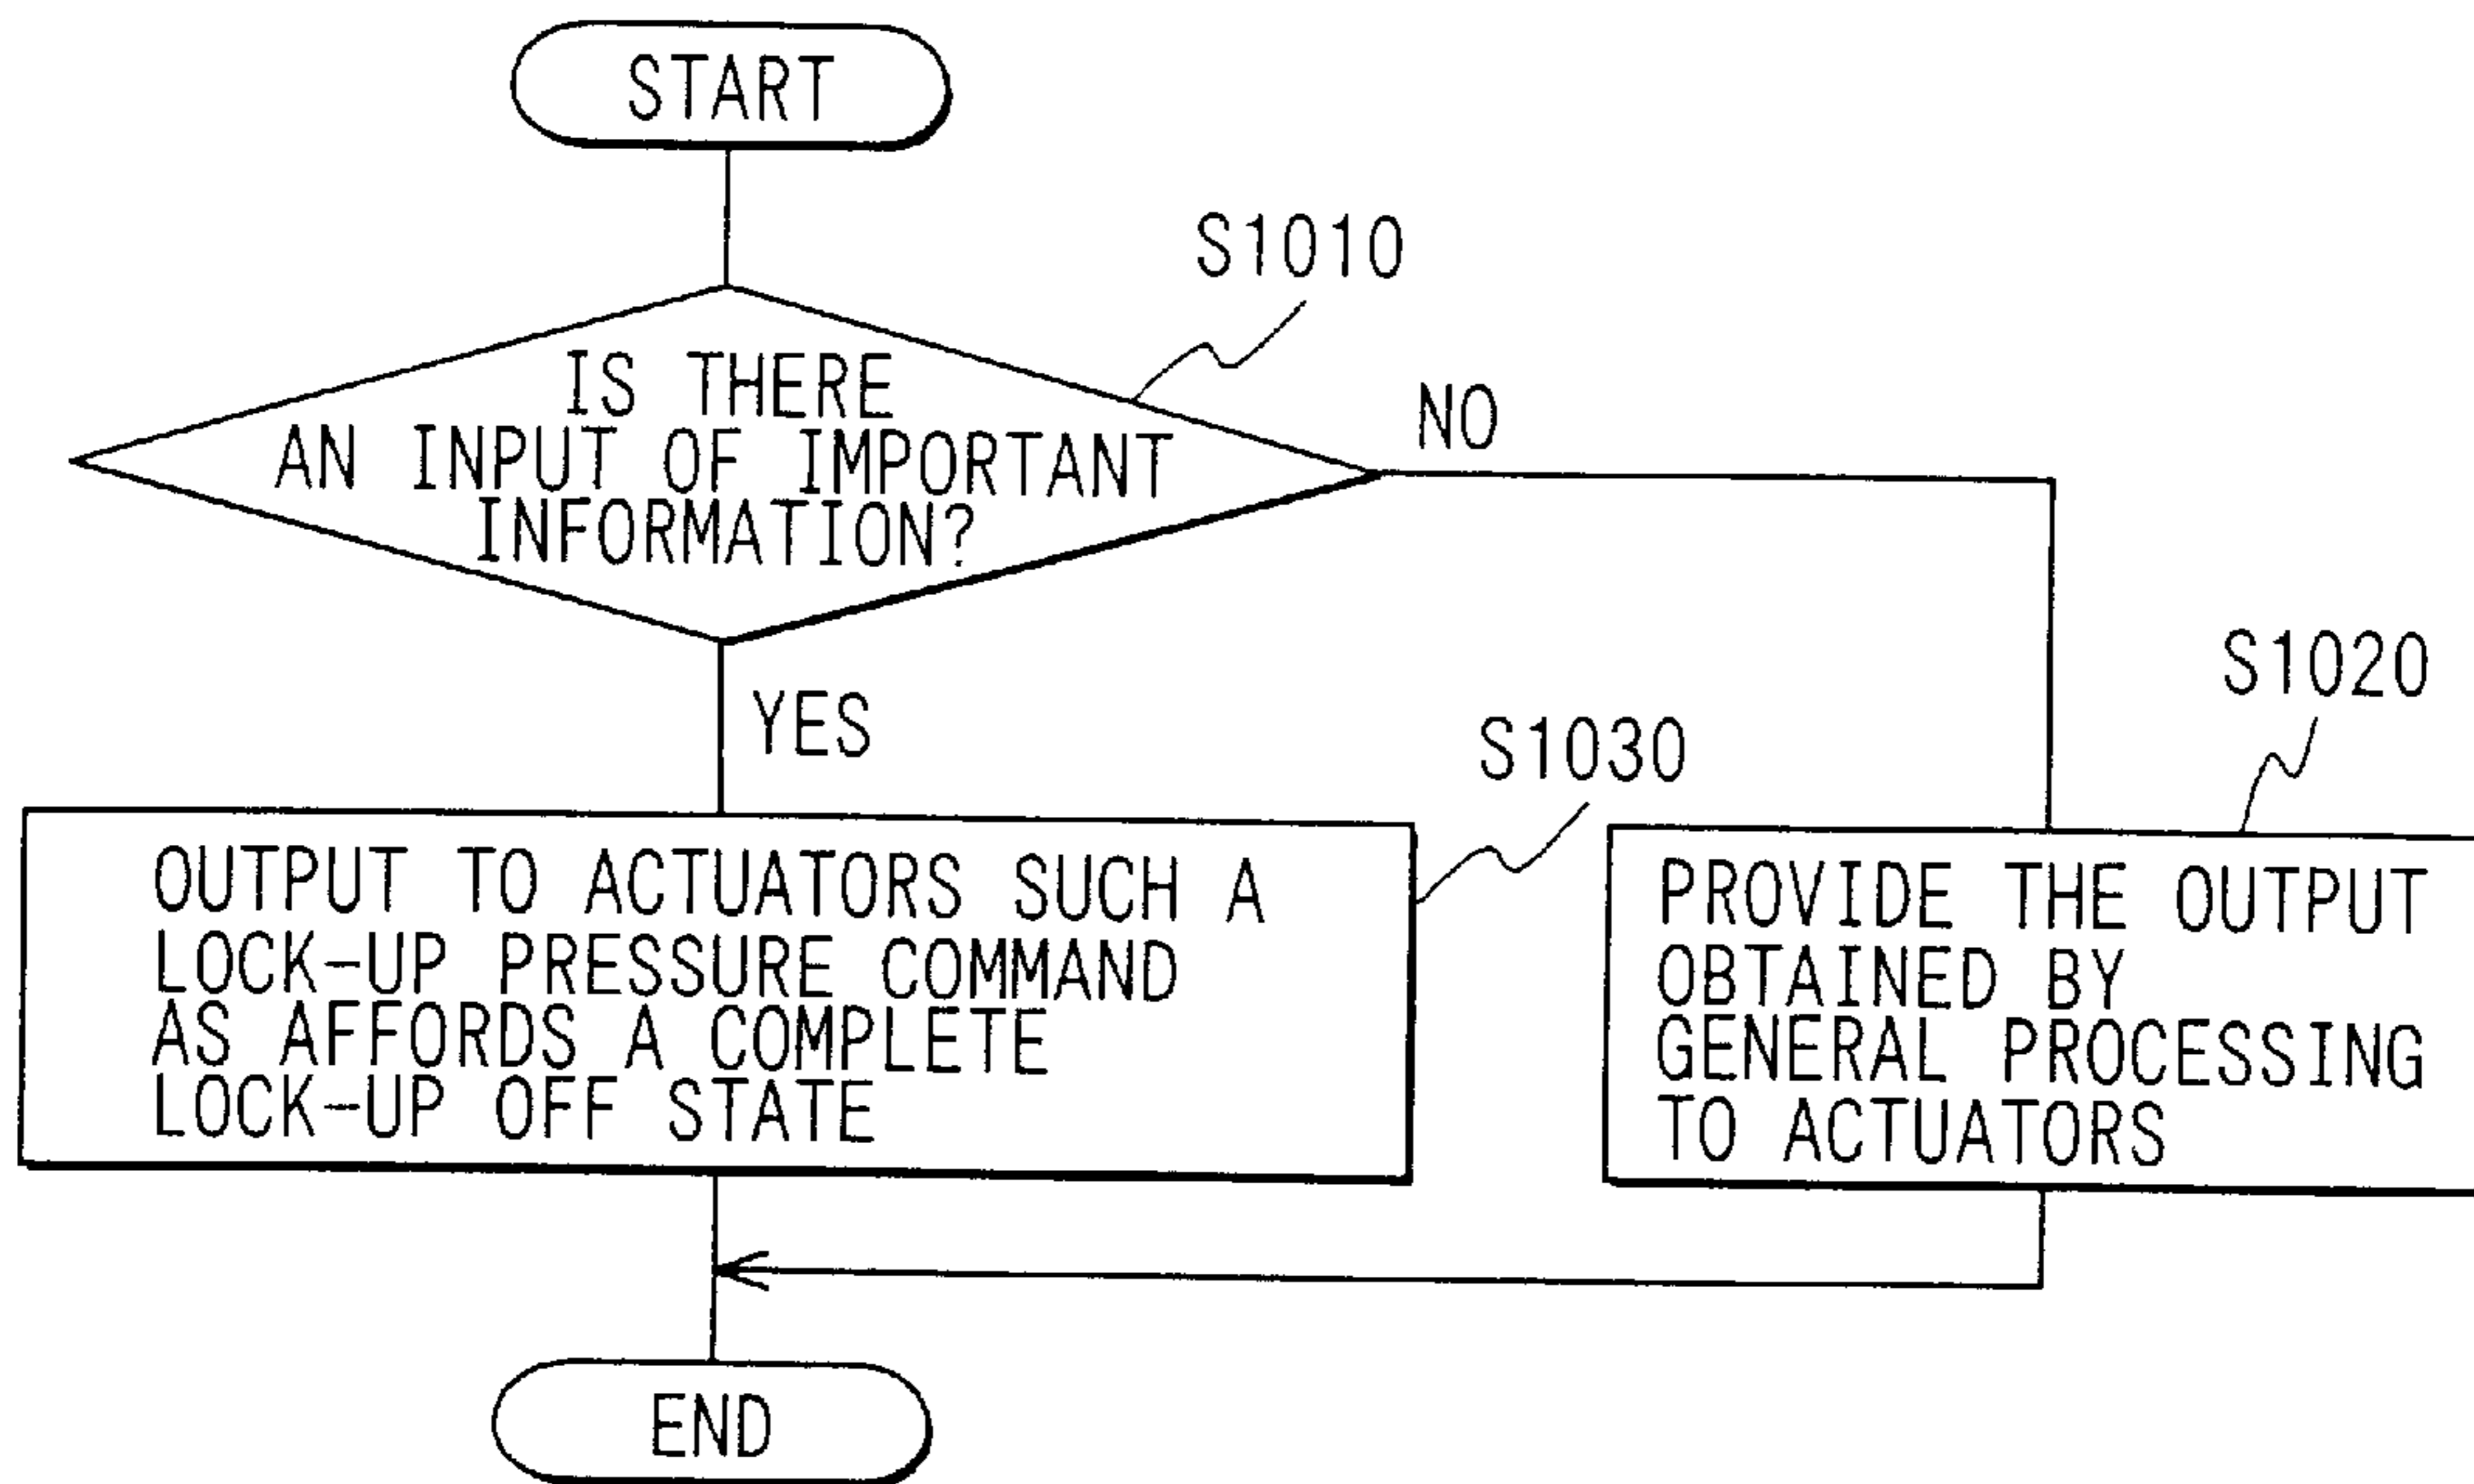 START
S1010
IS THERE
AN INPUT OF IMPORTANT
INFORMATION?
NO
YES
S1030
S1020
OUTPUT TO ACTUATORS SUCH A
LOCK-UP PRESSURE COMMAND
AS AFFORDS A COMPLETE
LOCK-UP OFF STATE
PROVIDE THE OUTPUT
OBTAINED BY
GENERAL PROCESSING
TO ACTUATORS
END